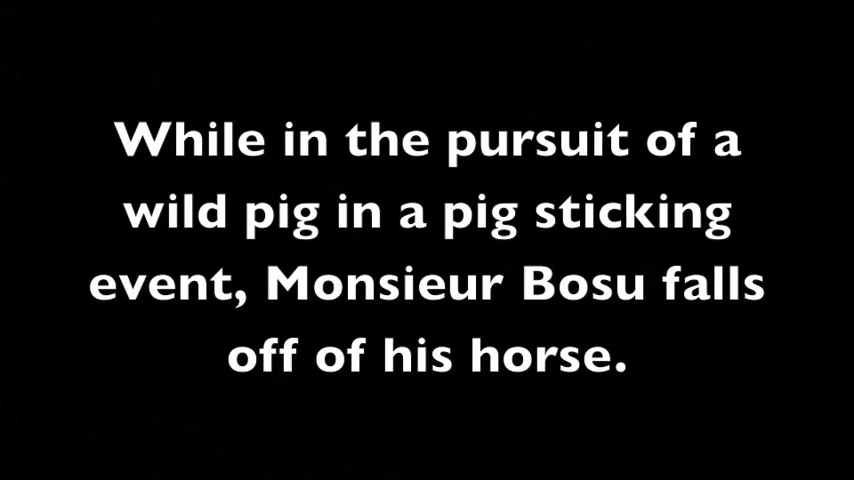 While in the pursuit of a
wild pig in a pig sticking
event, Monsieur Bosu falls
off of his horse.